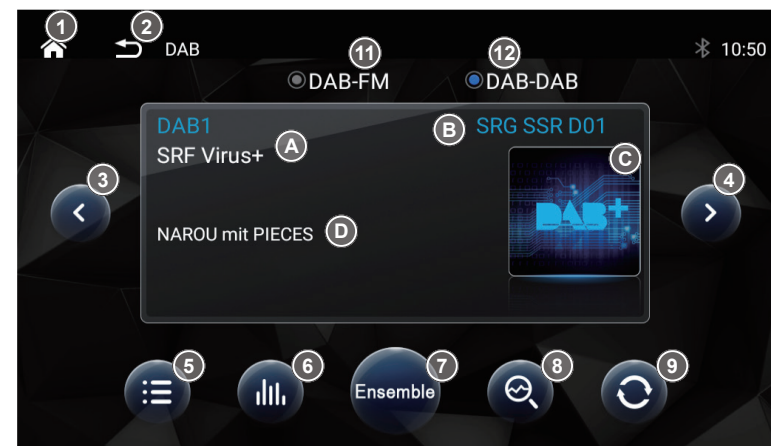 1 2 DAB 11 12 10:50
DAB-FM DAB-DAB
DAB1 B SRG SSR D01
SRF Virus+ A C
3 4
DAB+
NAROU mit PIECES D
5 6 7 8 9
Ensemble